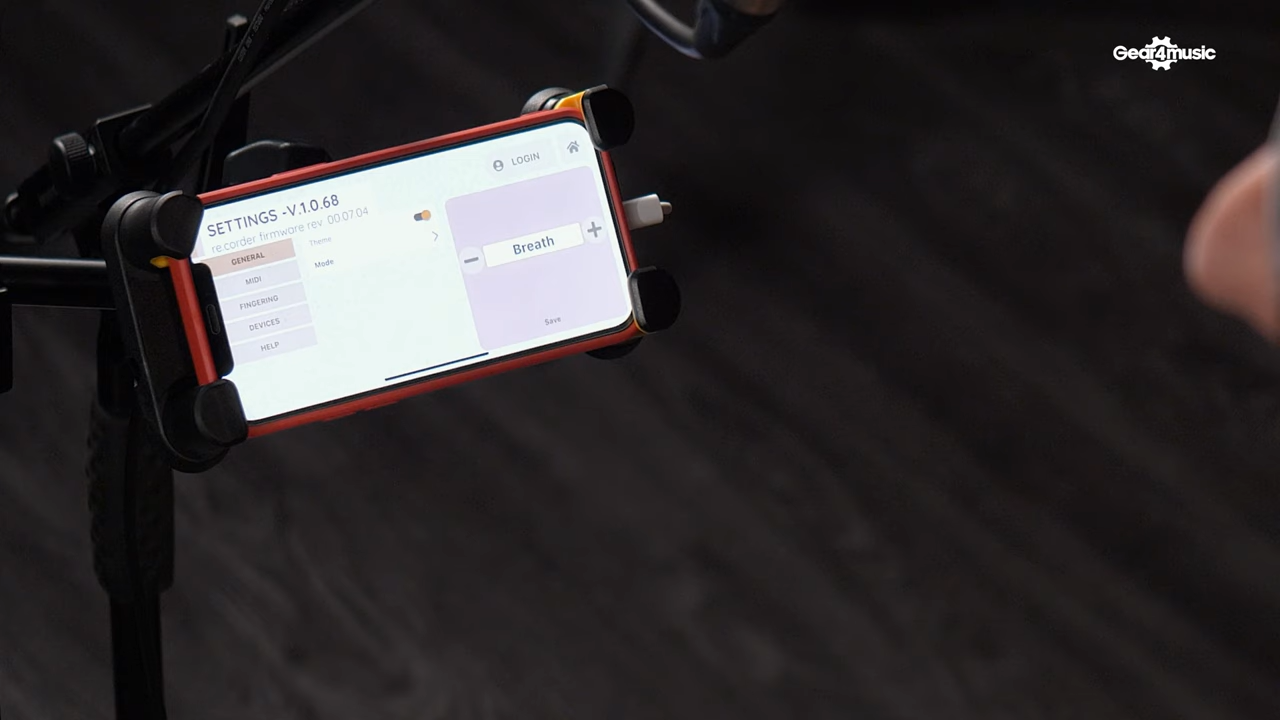 Gear4music
LOGIN
SETTINGS -V.1.0.68
re.corder firmware rev 00.07.04
GENERAL
MIDI
FINGERING
DEVICES
HELP
Theme
Mode
Breath
Save